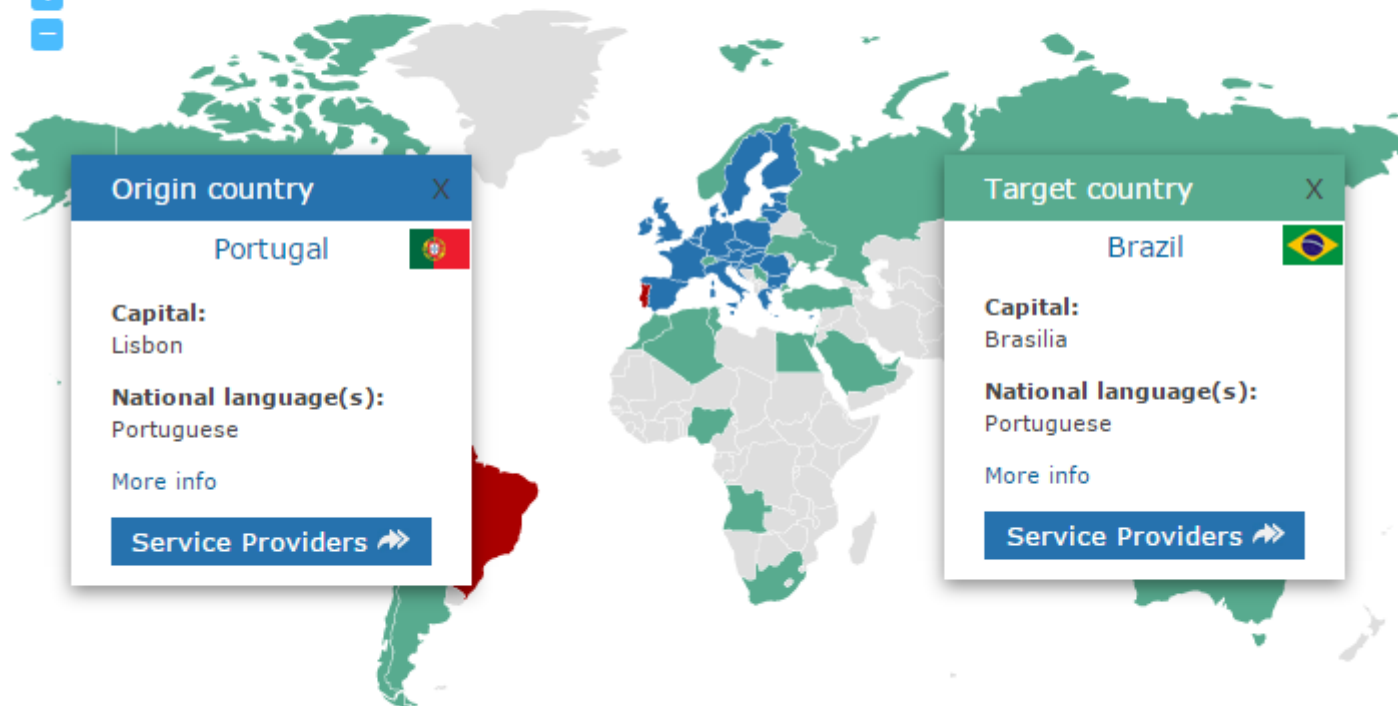 Origin country X
Portugal
Capital:
Lisbon
National language(s):
Portuguese
More info
Service Providers
Target country X
Brazil
Capital:
Brasilia
National language(s):
Portuguese
More info
Service Providers